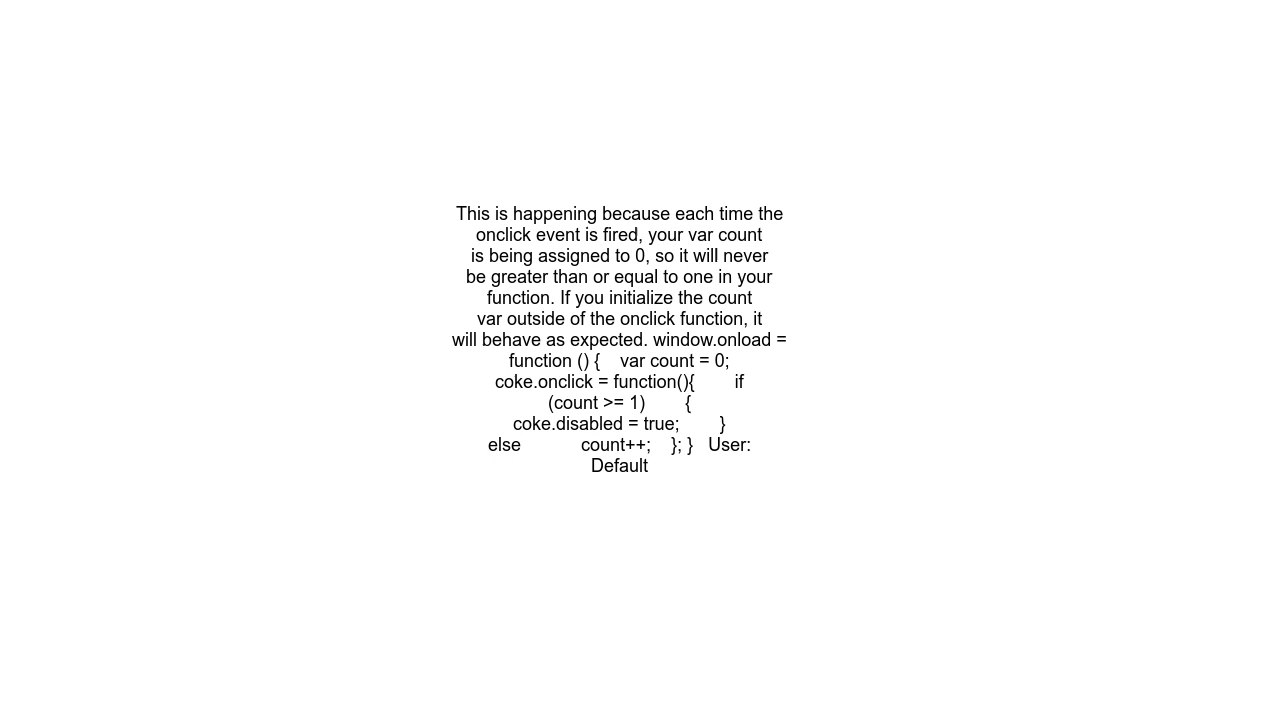 This is happening because each time the
onclick event is fired, your var count
is being assigned to 0, so it will never
be greater than or equal to one in your
function. If you initialize the count
var outside of the onclick function, it
will behave as expected. window.onload =
function () {    var count = 0;
coke.onclick = function(){        if
(count >= 1)        {
coke.disabled = true;        }
else            count++;    }; }   User:
Default